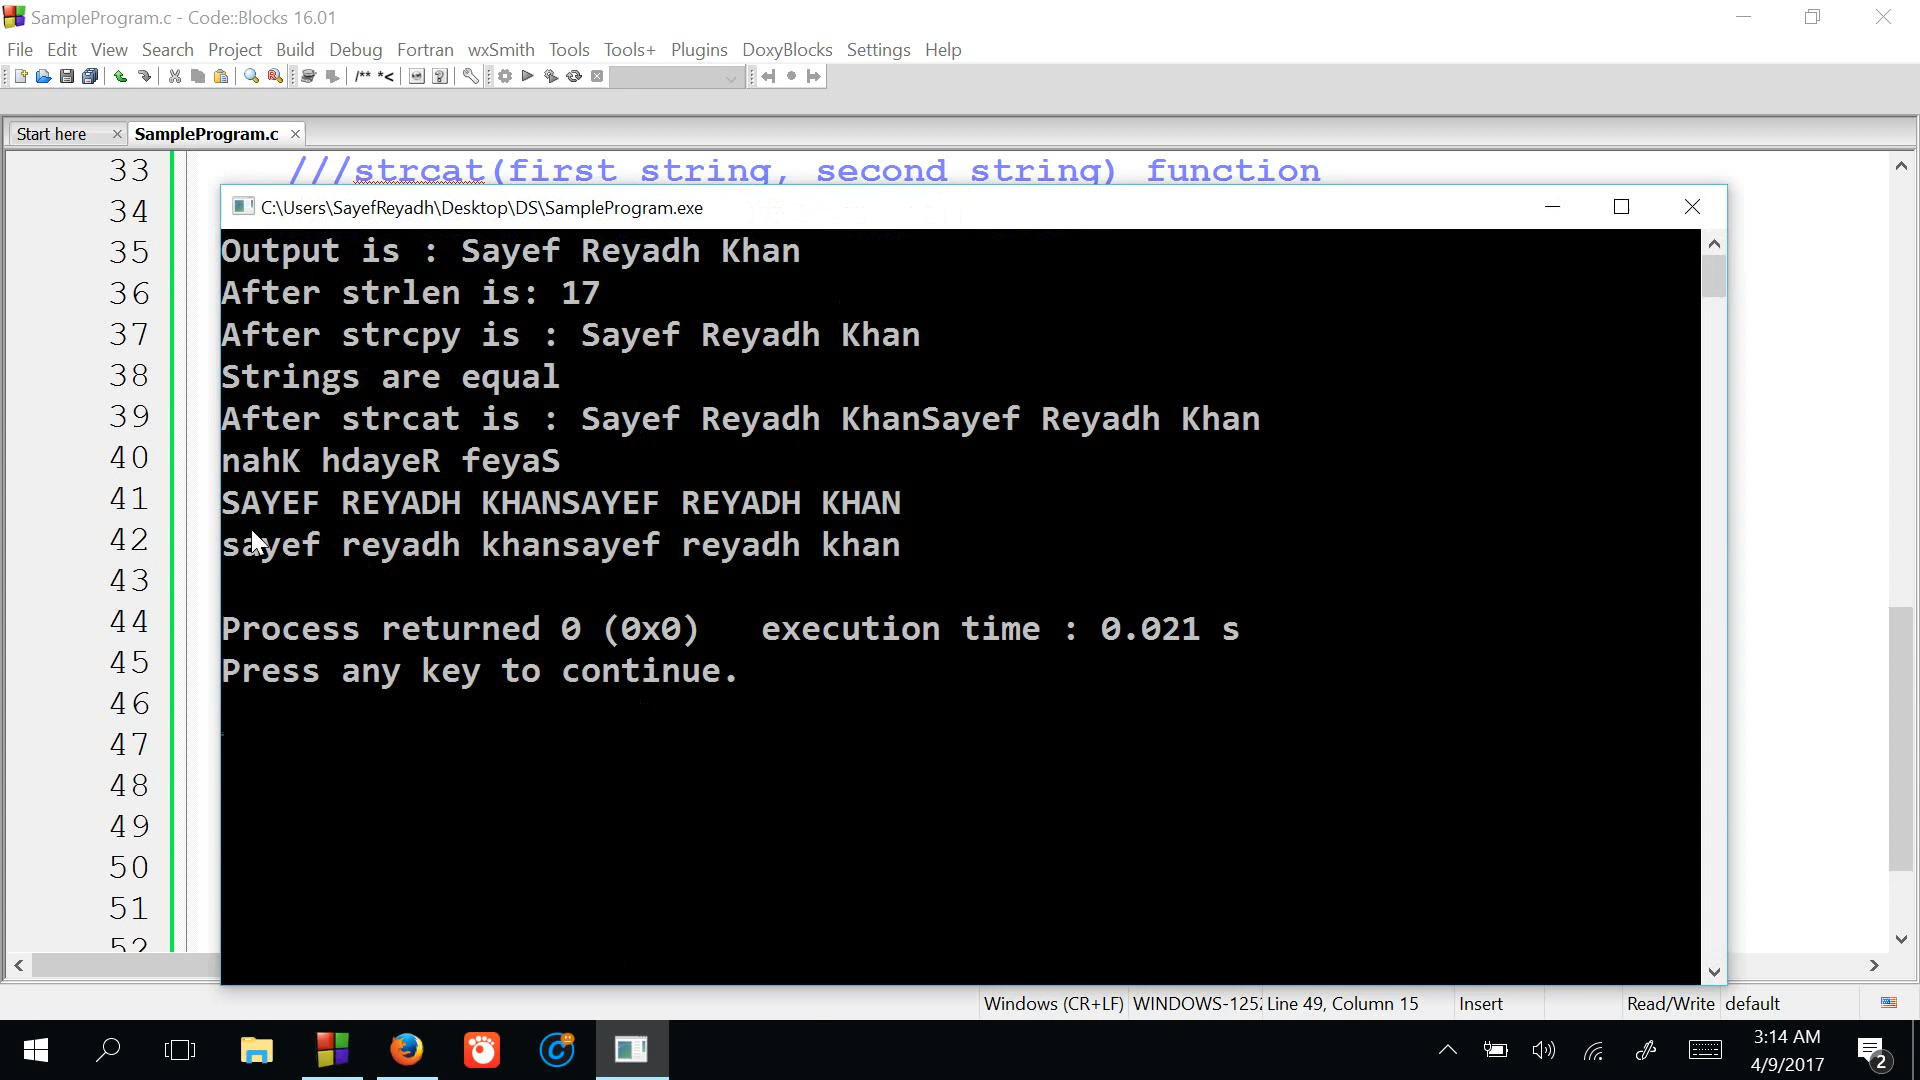 SampleProgram.c - Code::Blocks 16.01
File Edit View Search Project Build Debug Fortran wxSmith Tools Tools+ Plugins DoxyBlocks Settings Help
/** *<
Start here SampleProgram.c
33 ///strcat(first string, second string) function
C:\Users\SayefReyadh\Desktop\DS\SampleProgram.exe
34
35 Output is : Sayef Reyadh Khan
36 After strlen is: 17
37 After strcpy is : Sayef Reyadh Khan
38 Strings are equal
39 After strcat is : Sayef Reyadh KhanSayef Reyadh Khan
40 nahK hdayeR feyaS
41 SAYEF REYADH KHANSAYEF REYADH KHAN
42 sayef reyadh khansayef reyadh khan
43
44 Process returned 0 (0x0)   execution time : 0.021 s
45 Press any key to continue.
46
47
48
49
50
51
52
Windows (CR+LF) WINDOWS-125 Line 49, Column 15 Insert Read/Write default
3:14 AM
4/9/2017
2